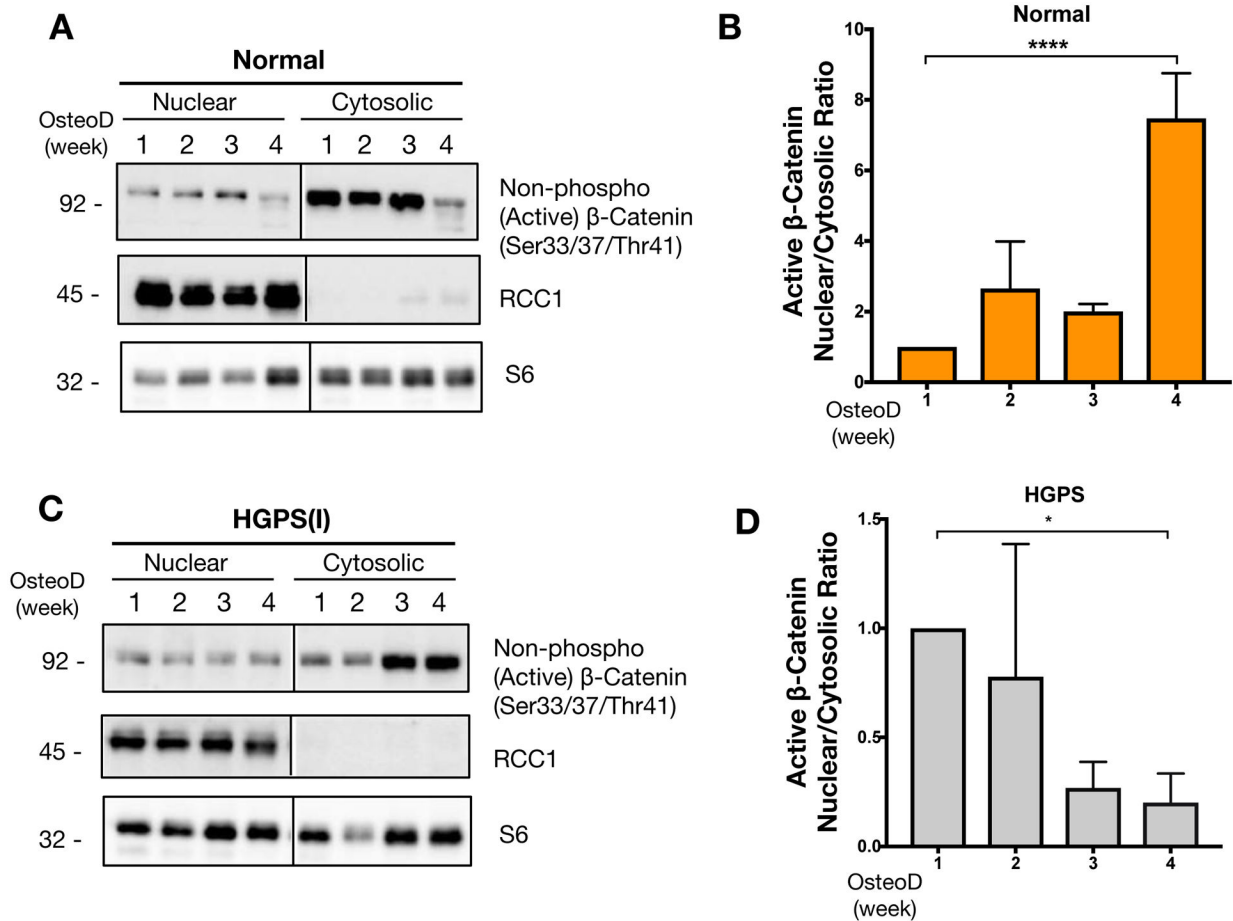 A
Normal
Nuclear Cytosolic
OsteoD
(week)
1 2 3 4 1 2 3 4
92 -
Non-phospho
(Active) β-Catenin
(Ser33/37/Thr41)
45 -
RCC1
32 -
S6
B
Normal
****
Active β-Catenin
Nuclear/Cytosolic Ratio
10
8
6
4
2
0
1 2 3 4
OsteoD
(week)
C
HGPS(I)
Nuclear Cytosolic
OsteoD
(week)
1 2 3 4 1 2 3 4
92 -
Non-phospho
(Active) β-Catenin
(Ser33/37/Thr41)
45 -
RCC1
32 -
S6
D
HGPS
*
Active β-Catenin
Nuclear/Cytosolic Ratio
1.5
1.0
0.5
0.0
1 2 3 4
OsteoD
(week)